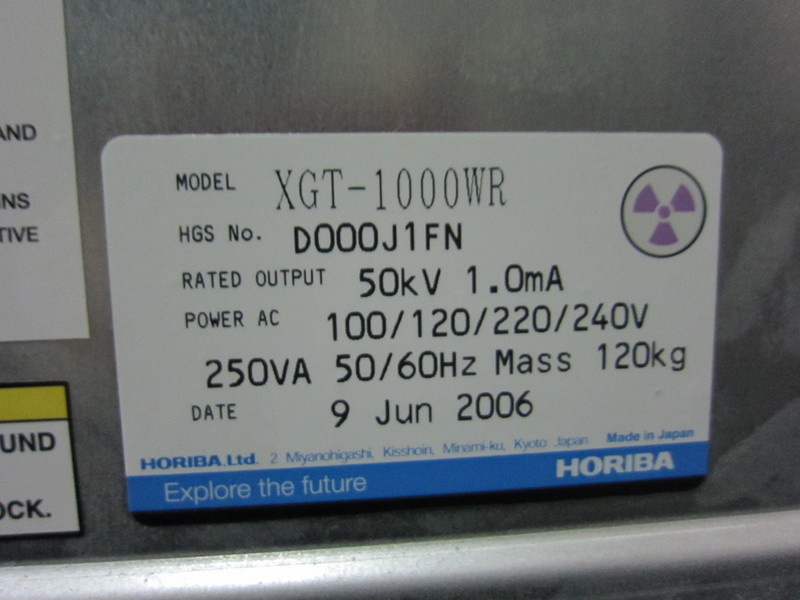 AND
NS
TIVE
UND
OCK.
MODEL XGT-1000WR
HGS No. D000J1FN
RATED OUTPUT 50kV 1.0mA
POWER AC 100/120/220/240V
250VA 50/60Hz Mass 120kg
DATE 9 Jun 2006
HORIBA.Ltd. 2 Miyanohigashi, Kisshoin, Minami-ku, Kyoto Japan Made in Japan
Explore the future HORIBA